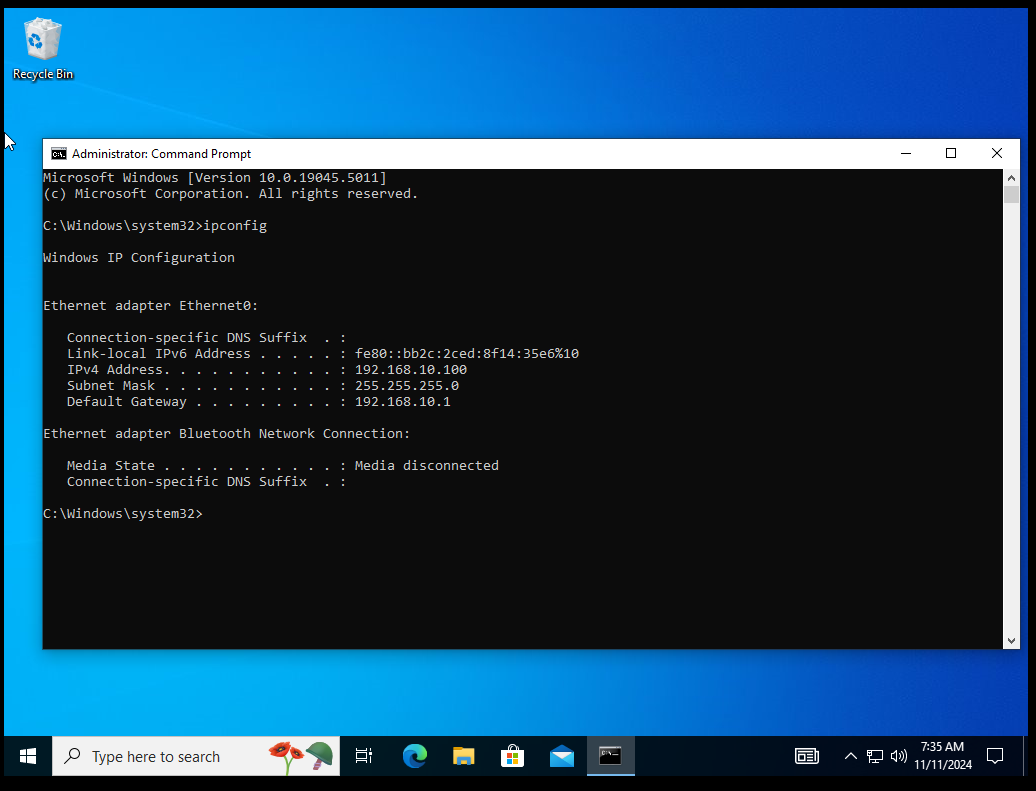 Recycle Bin
Administrator: Command Prompt
Microsoft Windows [Version 10.0.19045.5011]
(c) Microsoft Corporation. All rights reserved.
C:\Windows\system32>ipconfig
Windows IP Configuration
Ethernet adapter Ethernet0:
   Connection-specific DNS Suffix  . :
   Link-local IPv6 Address . . . . . : fe80::bb2c:2ced:8f14:35e6%10
   IPv4 Address. . . . . . . . . . . : 192.168.10.100
   Subnet Mask . . . . . . . . . . . : 255.255.255.0
   Default Gateway . . . . . . . . . : 192.168.10.1
Ethernet adapter Bluetooth Network Connection:
   Media State . . . . . . . . . . . : Media disconnected
   Connection-specific DNS Suffix  . :
C:\Windows\system32>
Type here to search
7:35 AM
11/11/2024